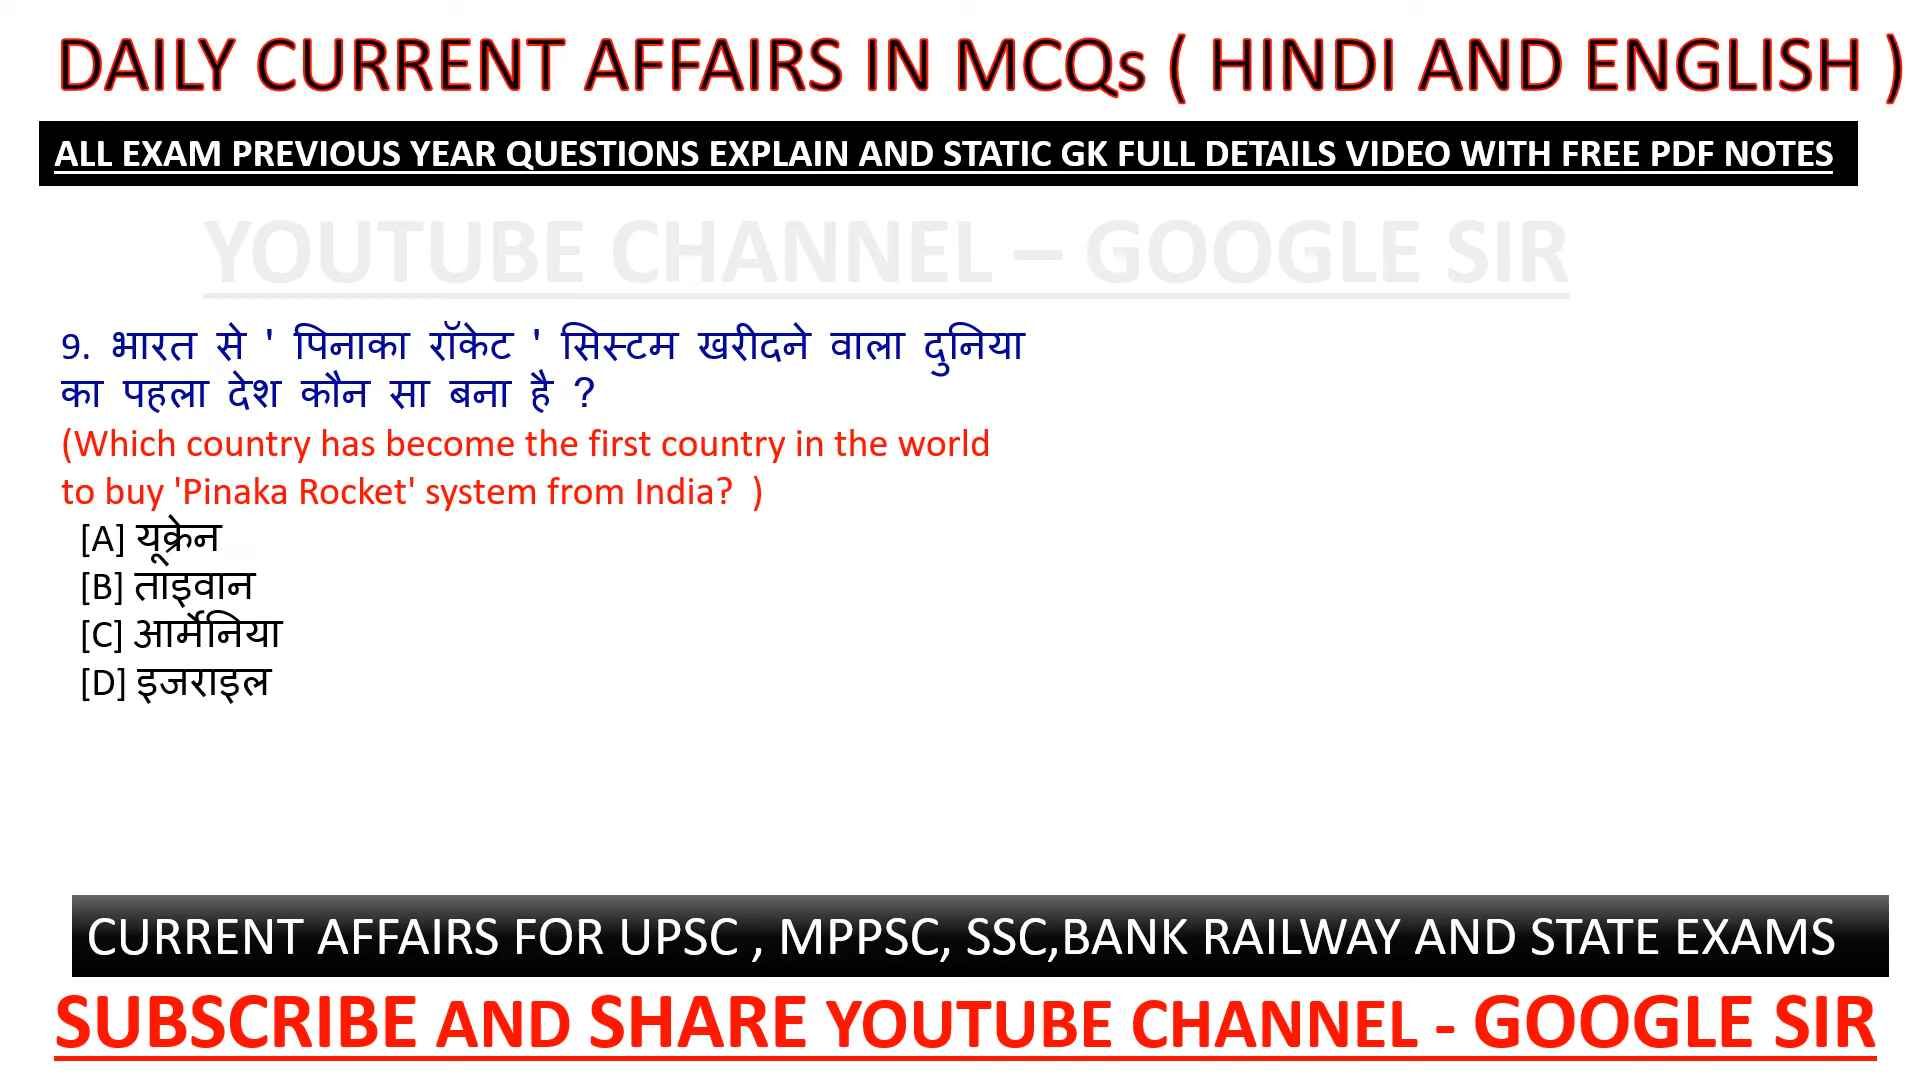 DAILY CURRENT AFFAIRS IN MCQs ( HINDI AND ENGLISH )
ALL EXAM PREVIOUS YEAR QUESTIONS EXPLAIN AND STATIC GK FULL DETAILS VIDEO WITH FREE PDF NOTES
YOUTUBE CHANNEL – GOOGLE SIR
9. भारत से ' पिनाका रॉकेट ' सिस्टम खरीदने वाला दुनिया
का पहला देश कौन सा बना है ?
(Which country has become the first country in the world
to buy 'Pinaka Rocket' system from India? )
[A] यूक्रेन
[B] ताइवान
[C] आर्मेनिया
[D] इजराइल
CURRENT AFFAIRS FOR UPSC , MPPSC, SSC,BANK RAILWAY AND STATE EXAMS
SUBSCRIBE AND SHARE YOUTUBE CHANNEL - GOOGLE SIR